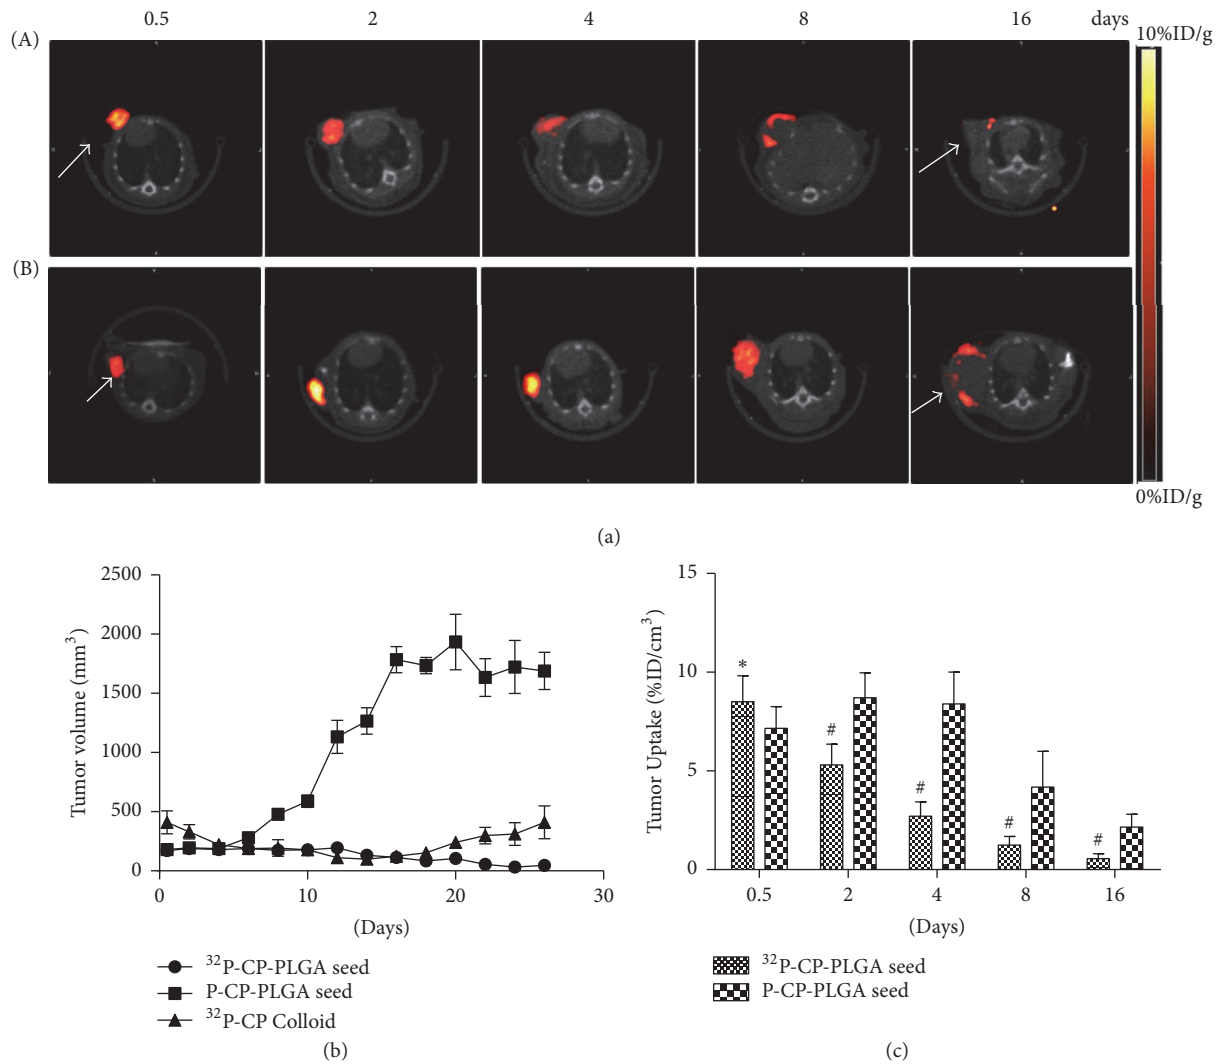 0.5 2 4 8 16 days
(A)
10%ID/g
(B)
0%ID/g
(a)
2500
2000
1500
1000
500
0
Tumor volume (mm³)
0 10 20 30
(Days)
³²P-CP-PLGA seed
P-CP-PLGA seed
³²P-CP Colloid
(b)
15
10
5
0
Tumor Uptake (%ID/cm³)
*
#
#
#
#
0.5 2 4 8 16
(Days)
³²P-CP-PLGA seed
P-CP-PLGA seed
(c)